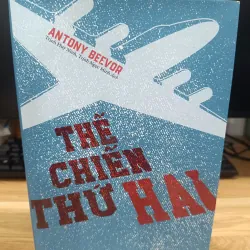 ANTONY BEEVOR
THẾ
CHIẾN
THỨ HAI